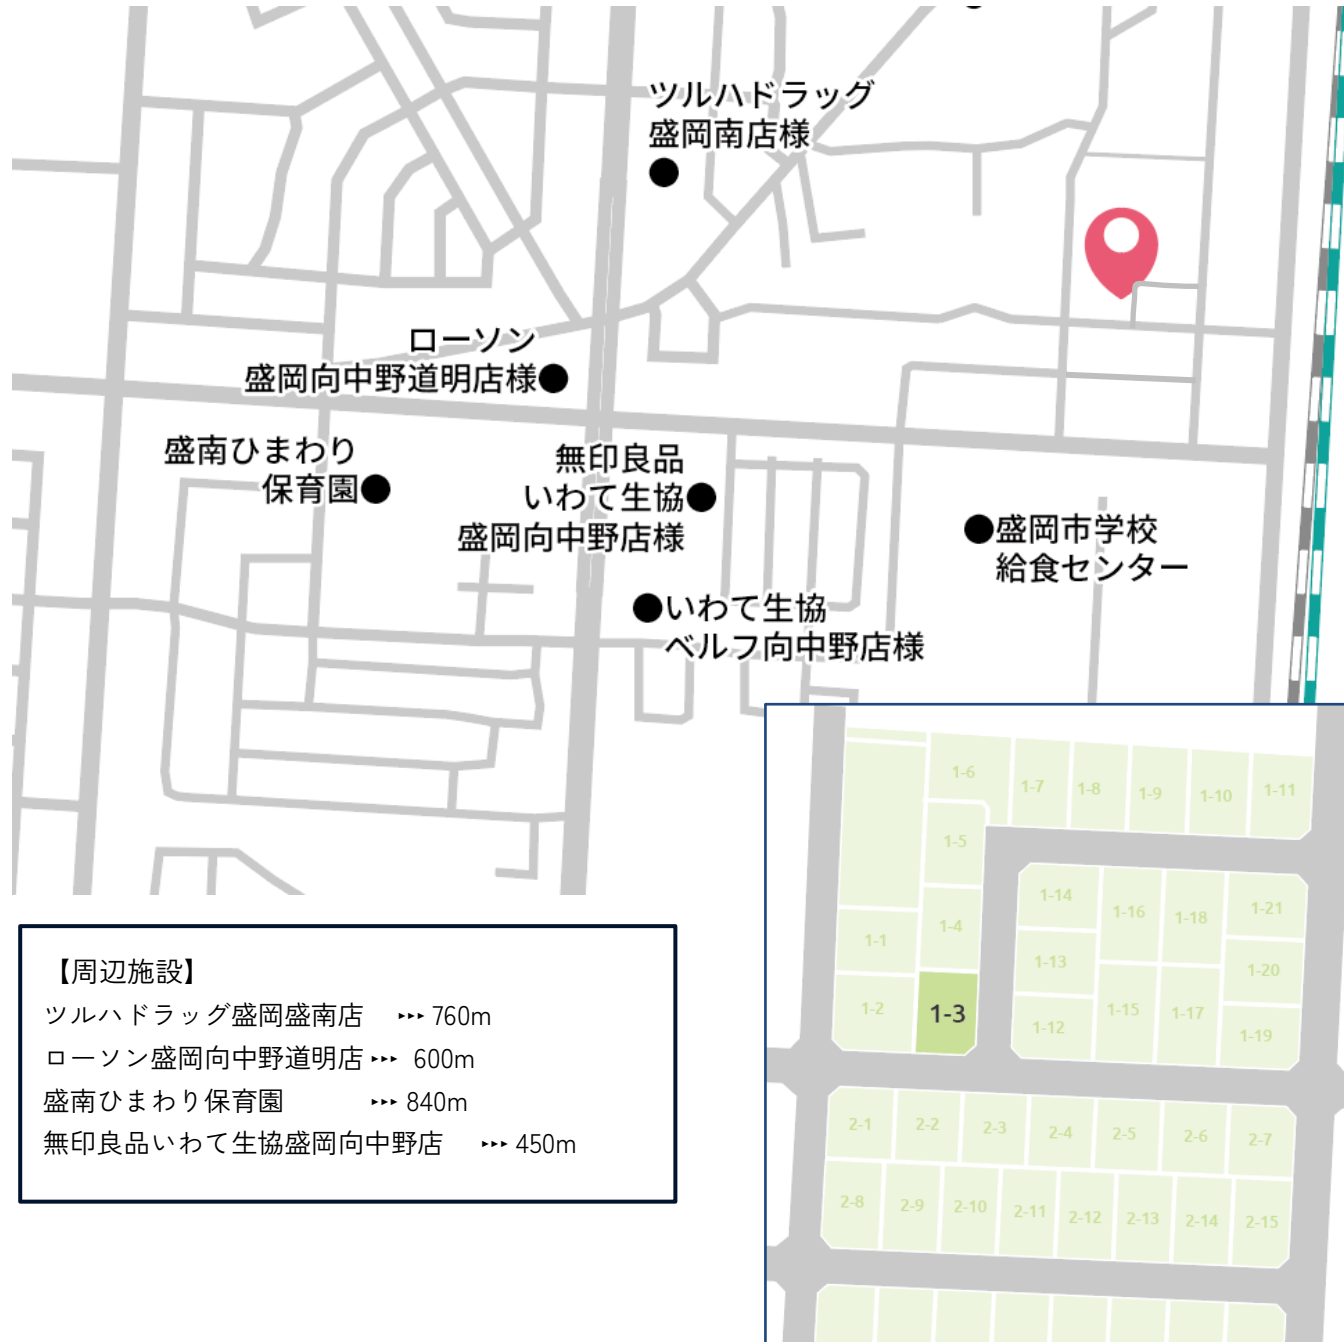 ツルハドラッグ
盛岡南店様
ローソン
盛岡向中野道明店様
盛南ひまわり
保育園
無印良品
いわて生協
盛岡向中野店様
盛岡市学校
給食センター
いわて生協
ベルフ向中野店様
【周辺施設】
ツルハドラッグ盛岡盛南店 ‣‣‣ 760m
ローソン盛岡向中野道明店 ‣‣‣ 600m
盛南ひまわり保育園 ‣‣‣ 840m
無印良品いわて生協盛岡向中野店 ‣‣‣ 450m
1-6
1-7
1-8
1-9
1-10
1-11
1-5
1-14
1-16
1-18
1-21
1-1
1-4
1-13
1-20
1-2
1-3
1-12
1-15
1-17
1-19
2-1
2-2
2-3
2-4
2-5
2-6
2-7
2-8
2-9
2-10
2-11
2-12
2-13
2-14
2-15